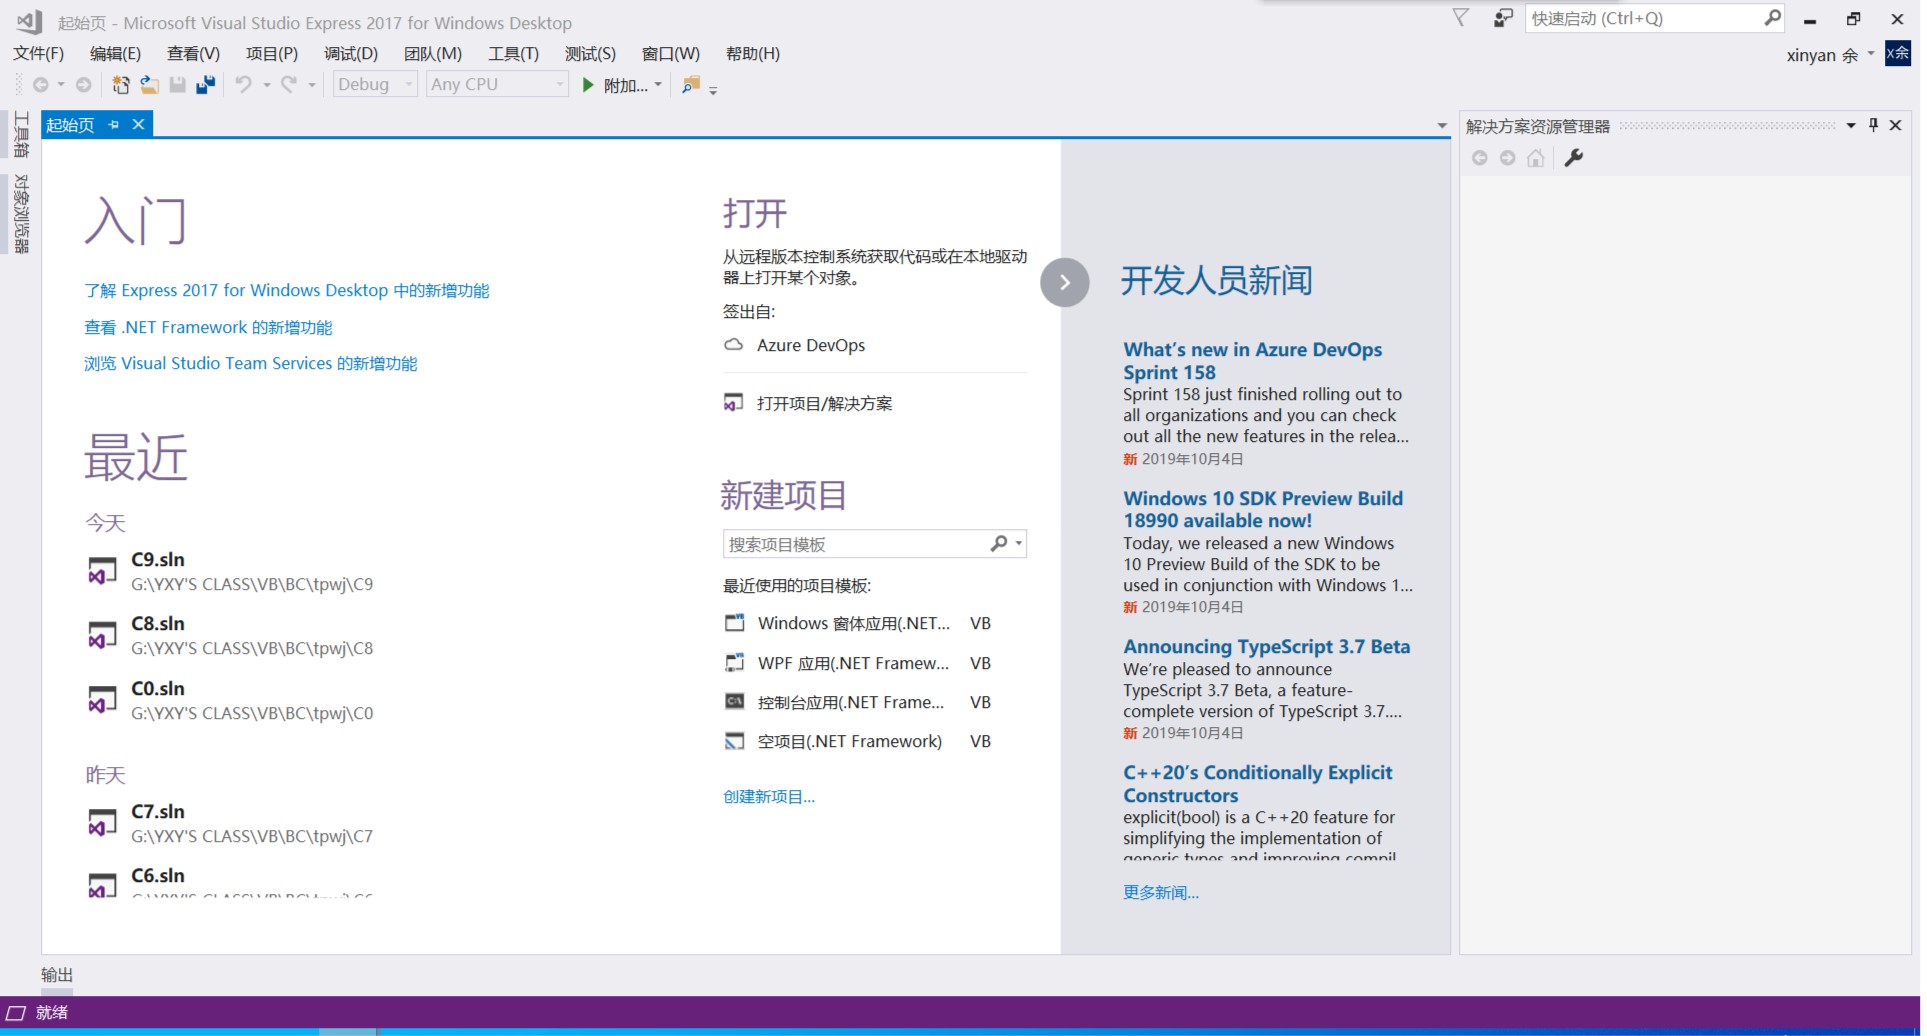 起始页 - Microsoft Visual Studio Express 2017 for Windows Desktop
快速启动 (Ctrl+Q)
文件(F) 编辑(E) 查看(V) 项目(P) 调试(D) 团队(M) 工具(T) 测试(S) 窗口(W) 帮助(H)
xinyan 余
X余
Debug
Any CPU
附加...
工具箱
对象浏览器
起始页
入门
了解 Express 2017 for Windows Desktop 中的新增功能
查看 .NET Framework 的新增功能
浏览 Visual Studio Team Services 的新增功能
最近
今天
C9.sln
G:\YXY'S CLASS\VB\BC\tpwj\C9
C8.sln
G:\YXY'S CLASS\VB\BC\tpwj\C8
C0.sln
G:\YXY'S CLASS\VB\BC\tpwj\C0
昨天
C7.sln
G:\YXY'S CLASS\VB\BC\tpwj\C7
C6.sln
打开
从远程版本控制系统获取代码或在本地驱动
器上打开某个对象。
签出自:
Azure DevOps
打开项目/解决方案
新建项目
搜索项目模板
最近使用的项目模板:
Windows 窗体应用(.NET... VB
WPF 应用(.NET Framew... VB
控制台应用(.NET Frame... VB
空项目(.NET Framework) VB
创建新项目...
开发人员新闻
What's new in Azure DevOps
Sprint 158
Sprint 158 just finished rolling out to
all organizations and you can check
out all the new features in the relea...
新 2019年10月4日
Windows 10 SDK Preview Build
18990 available now!
Today, we released a new Windows
10 Preview Build of the SDK to be
used in conjunction with Windows 1...
新 2019年10月4日
Announcing TypeScript 3.7 Beta
We're pleased to announce
TypeScript 3.7 Beta, a feature-
complete version of TypeScript 3.7....
新 2019年10月4日
C++20's Conditionally Explicit
Constructors
explicit(bool) is a C++20 feature for
simplifying the implementation of
generic types and improving compil
更多新闻...
解决方案资源管理器
输出
就绪